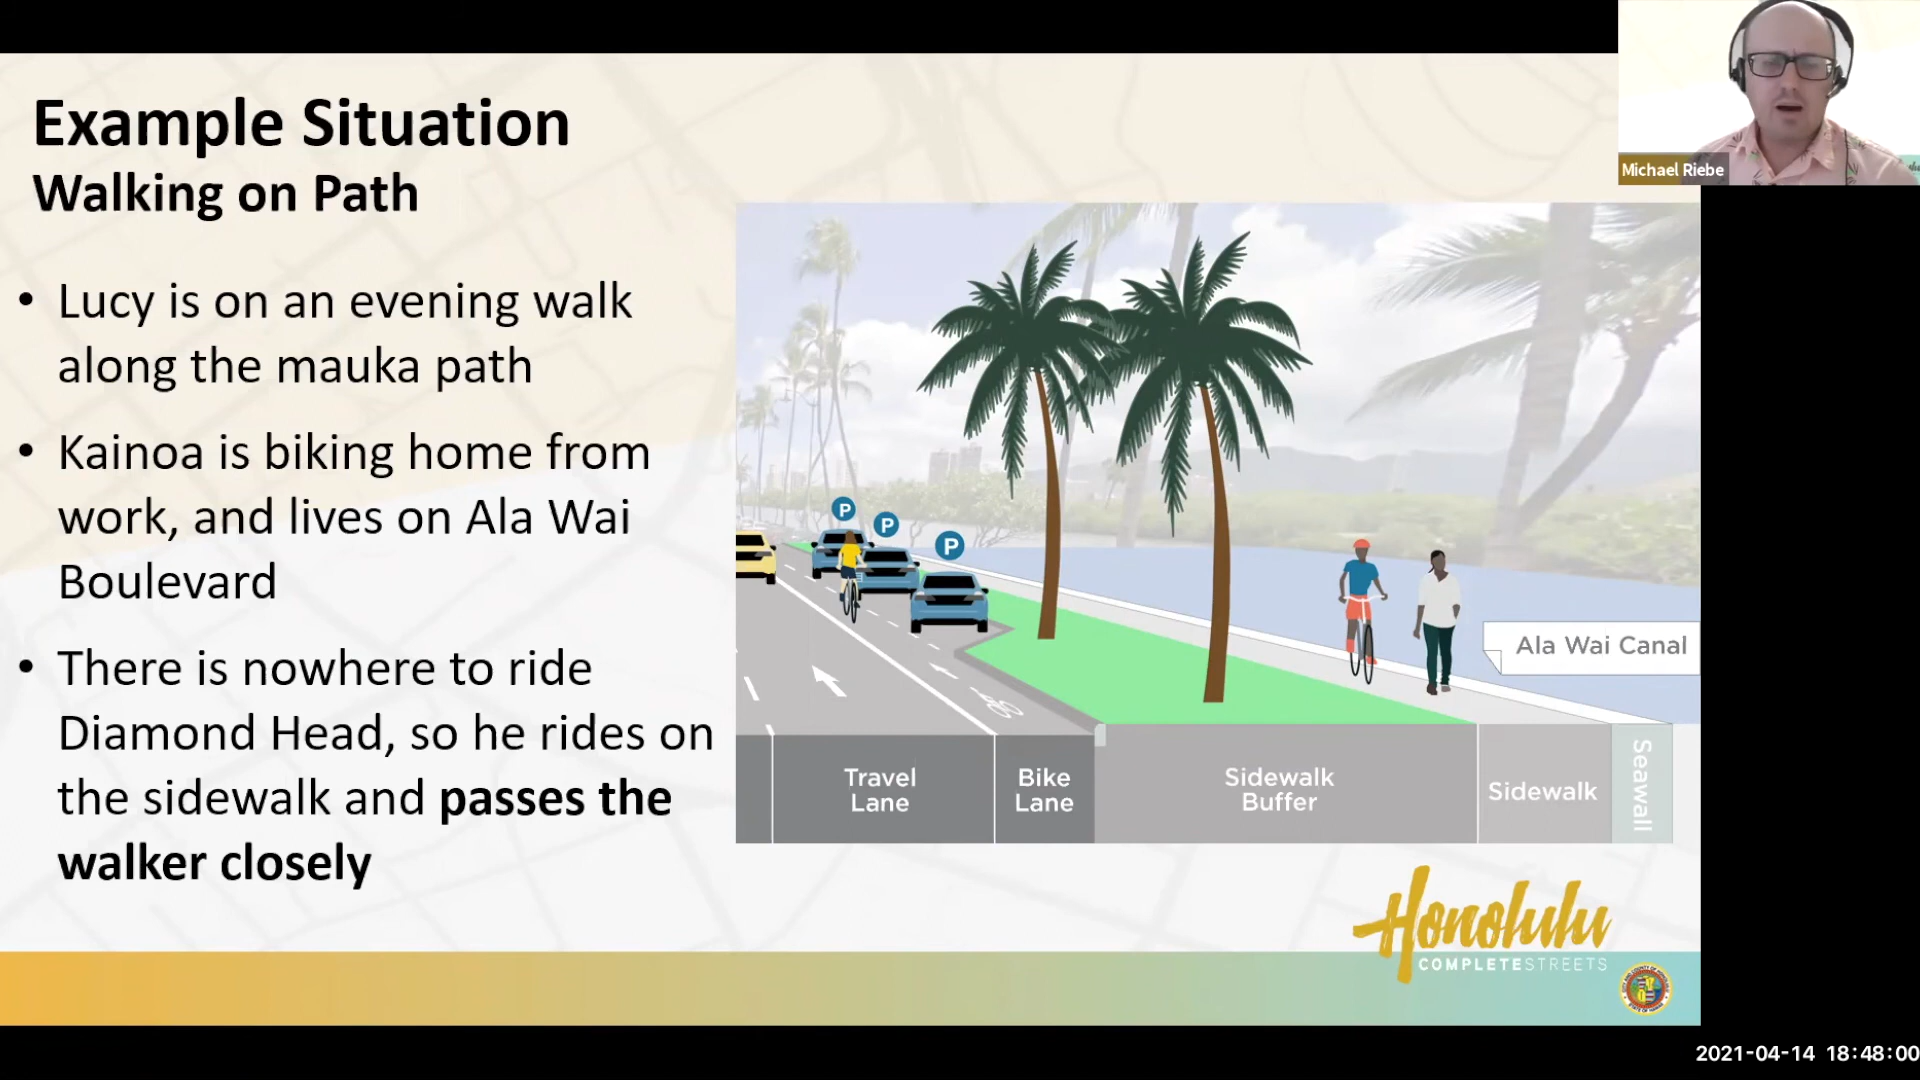 Example Situation
Walking on Path
• Lucy is on an evening walk
along the mauka path
• Kainoa is biking home from
work, and lives on Ala Wai
Boulevard
• There is nowhere to ride
Diamond Head, so he rides on
the sidewalk and passes the
walker closely
P
P
P
Ala Wai Canal
Travel
Lane
Bike
Lane
Sidewalk
Buffer
Sidewalk
Seawall
Honolulu
COMPLETESTREETS
Michael Riebe
2021-04-14 18:48:00